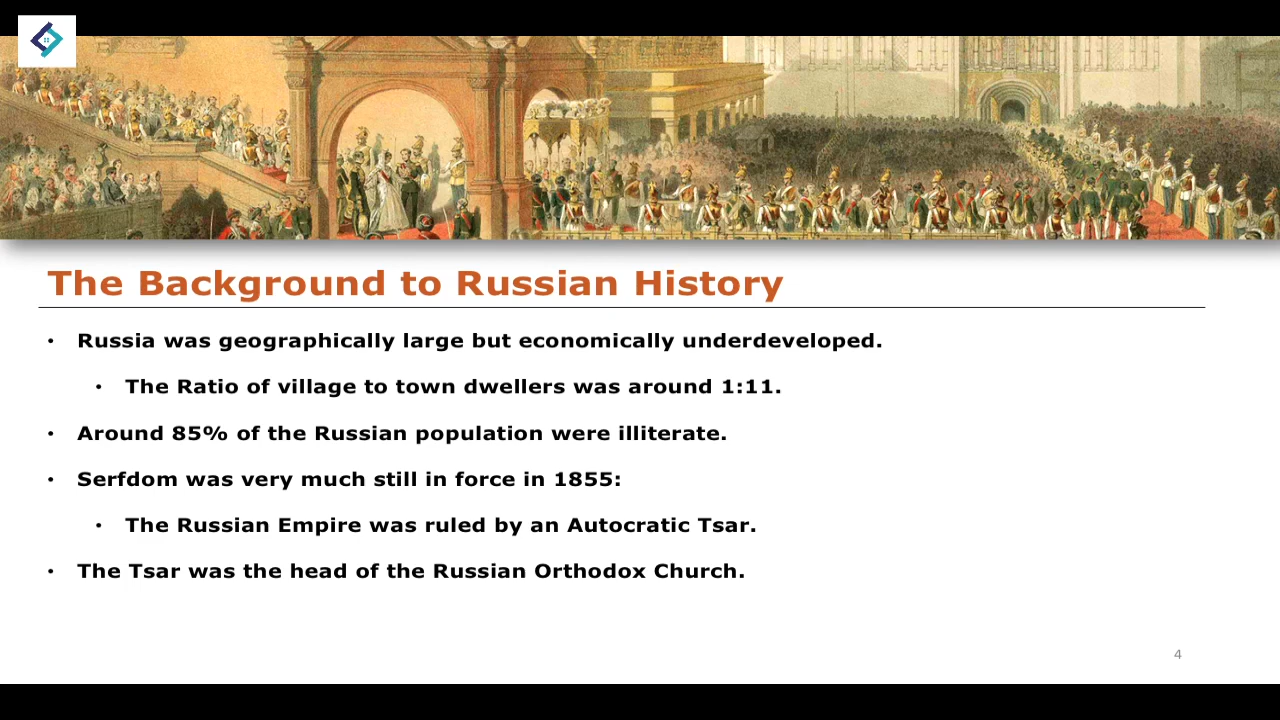 The Background to Russian History
• Russia was geographically large but economically underdeveloped.
• The Ratio of village to town dwellers was around 1:11.
• Around 85% of the Russian population were illiterate.
• Serfdom was very much still in force in 1855:
• The Russian Empire was ruled by an Autocratic Tsar.
• The Tsar was the head of the Russian Orthodox Church.
4